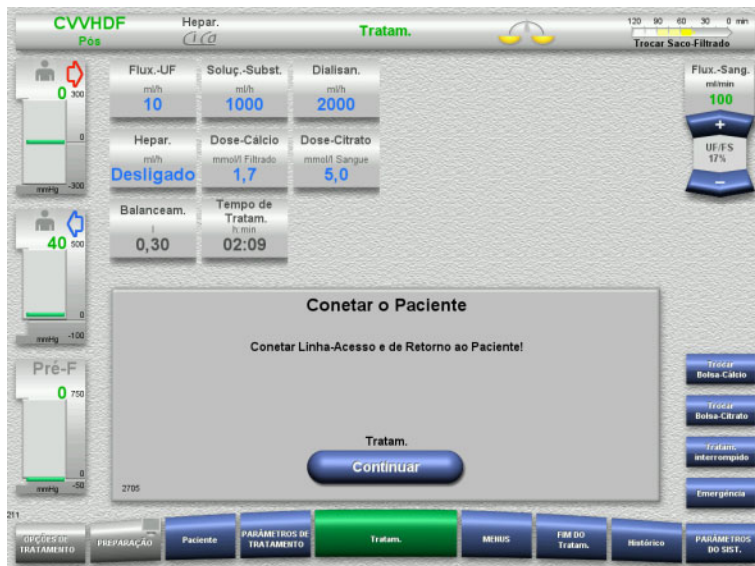 CVVHDF
Pós
Hepar.
Cica
Tratam.
120 90 60 30 0 min
Trocar Saco-Filtrado
0
300
0
mmHg -300
Flux.-UF
ml/h
10
Soluç.-Subst.
ml/h
1000
Dialisan.
ml/h
2000
Flux.-Sang.
ml/min
100
+
UF/FS
17%
−
Hepar.
ml/h
Desligado
Dose-Cálcio
mmol/l Filtrado
1,7
Dose-Citrato
mmol/l Sangue
5,0
Balanceam.
l
0,30
Tempo de
Tratam.
h:min
02:09
40
500
0
mmHg -100
Conetar o Paciente
Conetar Linha-Acesso e de Retorno ao Paciente!
Tratam.
Continuar
2705
Pré-F
0
750
0
mmHg -50
Trocar
Bolsa-Cálcio
Trocar
Bolsa-Citrato
Tratam.
interrompido
Emergência
211
OPÇÕES DE
TRATAMENTO
PREPARAÇÃO
Paciente
PARÂMETROS DE
TRATAMENTO
Tratam.
MENUS
FIM DO
Tratam.
Histórico
PARÂMETROS
DO SIST.